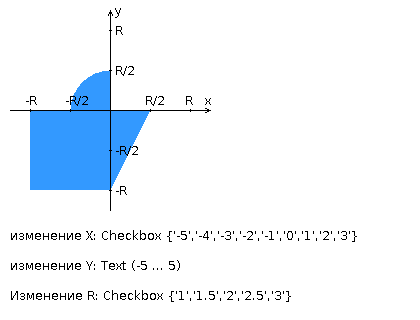 y
R
R/2
-R -R/2 R/2 R x
-R/2
-R
изменение X: Checkbox {'-5','-4','-3','-2','-1','0','1','2','3'}
изменение Y: Text (-5 ... 5)
Изменение R: Checkbox {'1','1.5','2','2.5','3'}